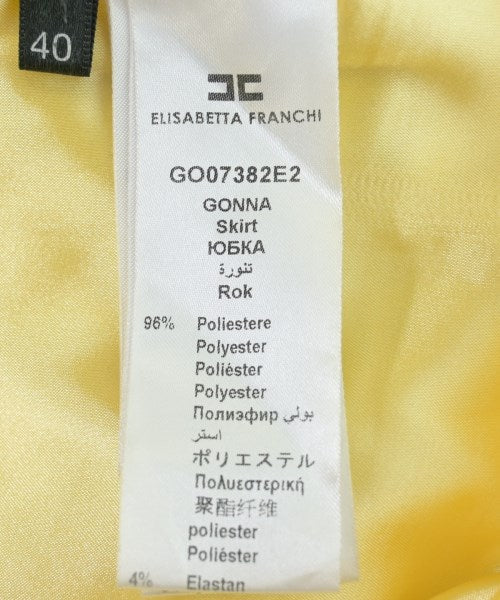 40
ELISABETTA FRANCHI
GO07382E2
GONNA
Skirt
ЮБКА
تنورة
Rok
96% Poliestere
Polyester
Poliéster
Polyester
Полиэфир بولي
استر
ポリエステル
Πολυεστερική
聚酯纤维
poliester
Poliéster
4% Elastan